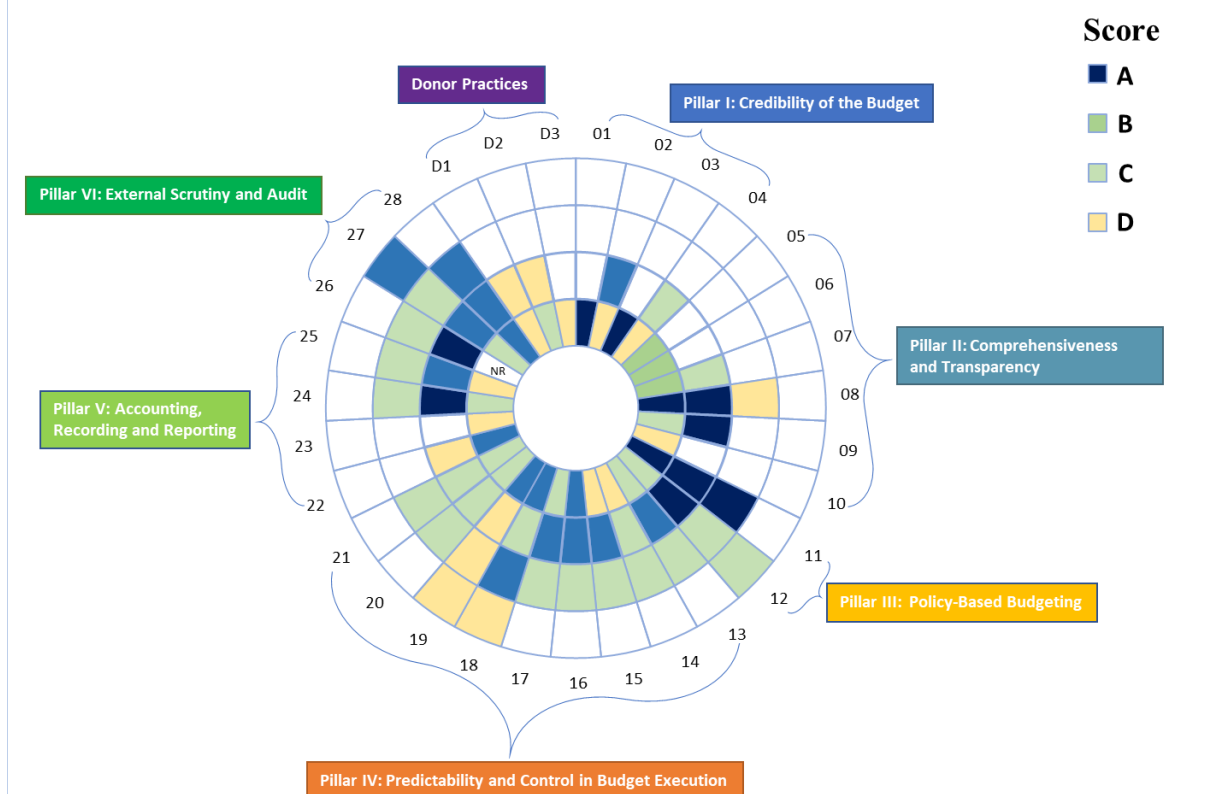 Score
A
B
C
D
Donor Practices
Pillar I: Credibility of the Budget
D1
D2
D3
01
02
03
04
Pillar VI: External Scrutiny and Audit
28
27
26
05
06
07
08
09
10
Pillar II: Comprehensiveness
and Transparency
25
24
23
22
Pillar V: Accounting,
Recording and Reporting
NR
11
12
Pillar III: Policy-Based Budgeting
21
20
19
18
17
16
15
14
13
Pillar IV: Predictability and Control in Budget Execution